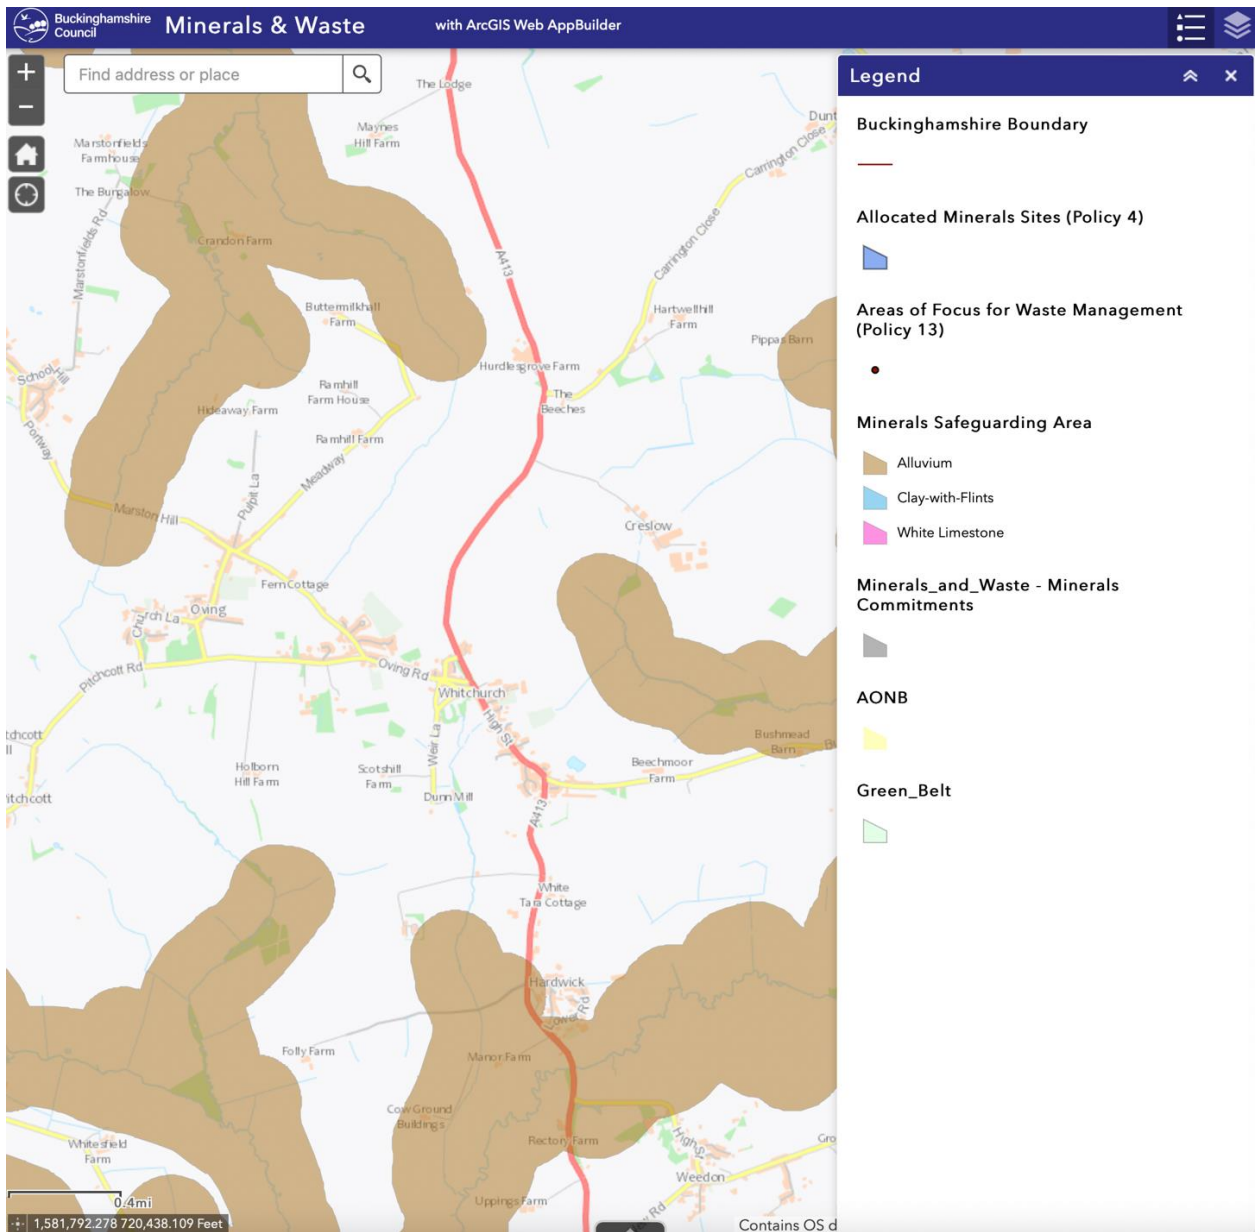 Buckinghamshire
Council
Minerals & Waste
with ArcGIS Web AppBuilder
Find address or place
Legend
Buckinghamshire Boundary
Allocated Minerals Sites (Policy 4)
Areas of Focus for Waste Management
(Policy 13)
Minerals Safeguarding Area
Alluvium
Clay-with-Flints
White Limestone
Minerals_and_Waste - Minerals
Commitments
AONB
Green_Belt
The Lodge
Maynes
Hill Farm
Marstonfields
Farmhouse
The Bungalow
Marstonfields Rd
Crandon Farm
A413
Carrington Close
Carrington Close
Buttermilkhall
Farm
Hartwellhill
Farm
Pippas Barn
Hurdlesgrove Farm
School Hill
Ramhill
Farm House
The
Beeches
Hideaway Farm
Portway
Ramhill Farm
Meadway
Pulpit La
Marston Hill
Creslow
Fern Cottage
Oving
Pitchcott Rd
Oving Rd
Whitchurch
High St
Weir La
Bushmead
Barn
Holborn
Hill Farm
Scotshill
Farm
Beechmoor
Farm
Dunn Mill
A413
White
Tara Cottage
Hardwick
Lower Rd
Folly Farm
Manor Farm
Cow Ground
Buildings
Rectory Farm
Whitesfield
Farm
High St
Weedon
Uppings Farm
0.4mi
1,581,792.278 720,438.109 Feet
Contains OS d